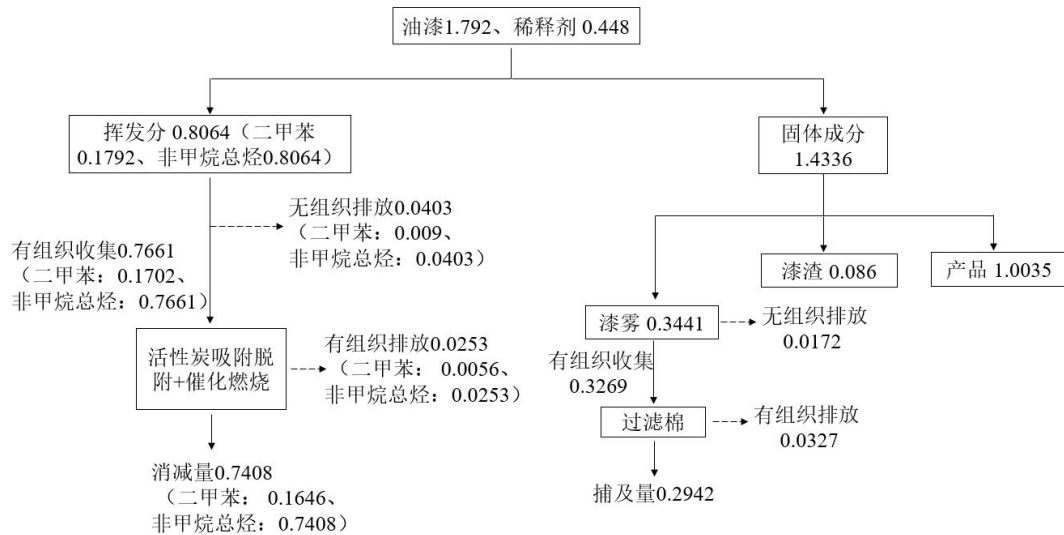 油漆1.792、稀释剂 0.448
挥发分 0.8064（二甲苯
0.1792、非甲烷总烃0.8064）
固体成分
1.4336
无组织排放0.0403
（二甲苯：0.009、
非甲烷总烃：0.0403）
有组织收集0.7661
（二甲苯：0.1702、
非甲烷总烃：0.7661）
活性炭吸附脱
附+催化燃烧
有组织排放0.0253
（二甲苯： 0.0056、
非甲烷总烃：0.0253）
消减量0.7408
（二甲苯： 0.1646、
非甲烷总烃：0.7408）
漆雾 0.3441
漆渣 0.086
产品 1.0035
无组织排放
0.0172
有组织收集
0.3269
过滤棉
有组织排放
0.0327
捕及量0.2942